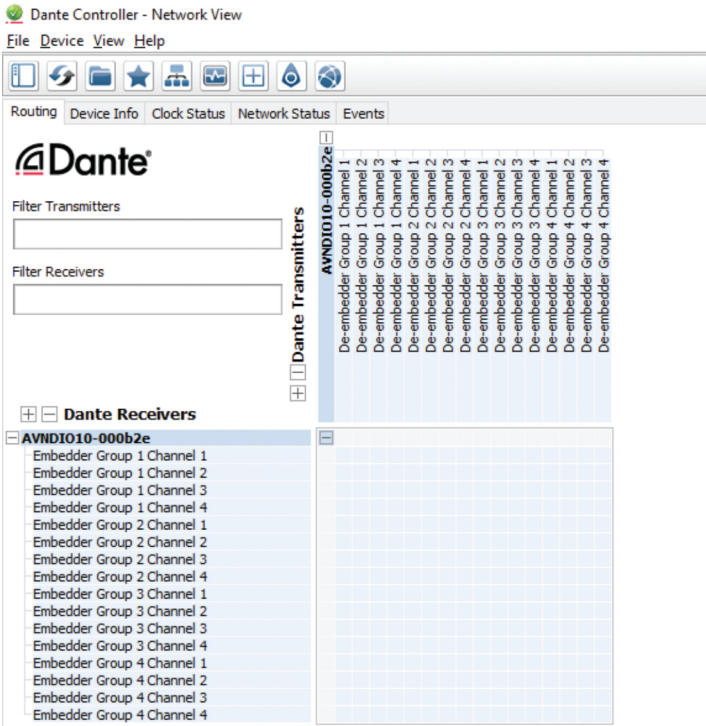 Dante Controller - Network View
File Device View Help
Routing Device Info Clock Status Network Status Events
Dante®
Filter Transmitters
Filter Receivers
Dante Transmitters
AVNDIO10-000b2e
De-embedder Group 1 Channel 1
De-embedder Group 1 Channel 2
De-embedder Group 1 Channel 3
De-embedder Group 1 Channel 4
De-embedder Group 2 Channel 1
De-embedder Group 2 Channel 2
De-embedder Group 2 Channel 3
De-embedder Group 2 Channel 4
De-embedder Group 3 Channel 1
De-embedder Group 3 Channel 2
De-embedder Group 3 Channel 3
De-embedder Group 3 Channel 4
De-embedder Group 4 Channel 1
De-embedder Group 4 Channel 2
De-embedder Group 4 Channel 3
De-embedder Group 4 Channel 4
Dante Receivers
AVNDIO10-000b2e
Embedder Group 1 Channel 1
Embedder Group 1 Channel 2
Embedder Group 1 Channel 3
Embedder Group 1 Channel 4
Embedder Group 2 Channel 1
Embedder Group 2 Channel 2
Embedder Group 2 Channel 3
Embedder Group 2 Channel 4
Embedder Group 3 Channel 1
Embedder Group 3 Channel 2
Embedder Group 3 Channel 3
Embedder Group 3 Channel 4
Embedder Group 4 Channel 1
Embedder Group 4 Channel 2
Embedder Group 4 Channel 3
Embedder Group 4 Channel 4